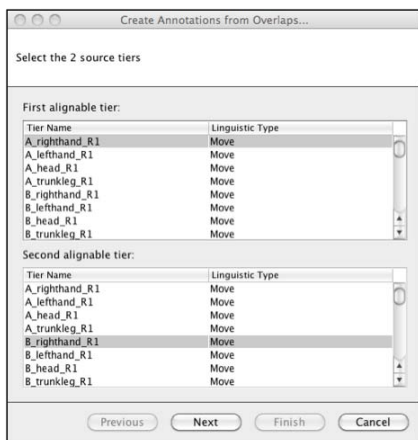 Create Annotations from Overlaps...
Select the 2 source tiers
First alignable tier:
Tier Name Linguistic Type
A_righthand_R1 Move
A_lefthand_R1 Move
A_head_R1 Move
A_trunkleg_R1 Move
B_righthand_R1 Move
B_lefthand_R1 Move
B_head_R1 Move
B_trunkleg_R1 Move
Second alignable tier:
Tier Name Linguistic Type
A_righthand_R1 Move
A_lefthand_R1 Move
A_head_R1 Move
A_trunkleg_R1 Move
B_righthand_R1 Move
B_lefthand_R1 Move
B_head_R1 Move
B_trunkleg_R1 Move
Previous Next Finish Cancel